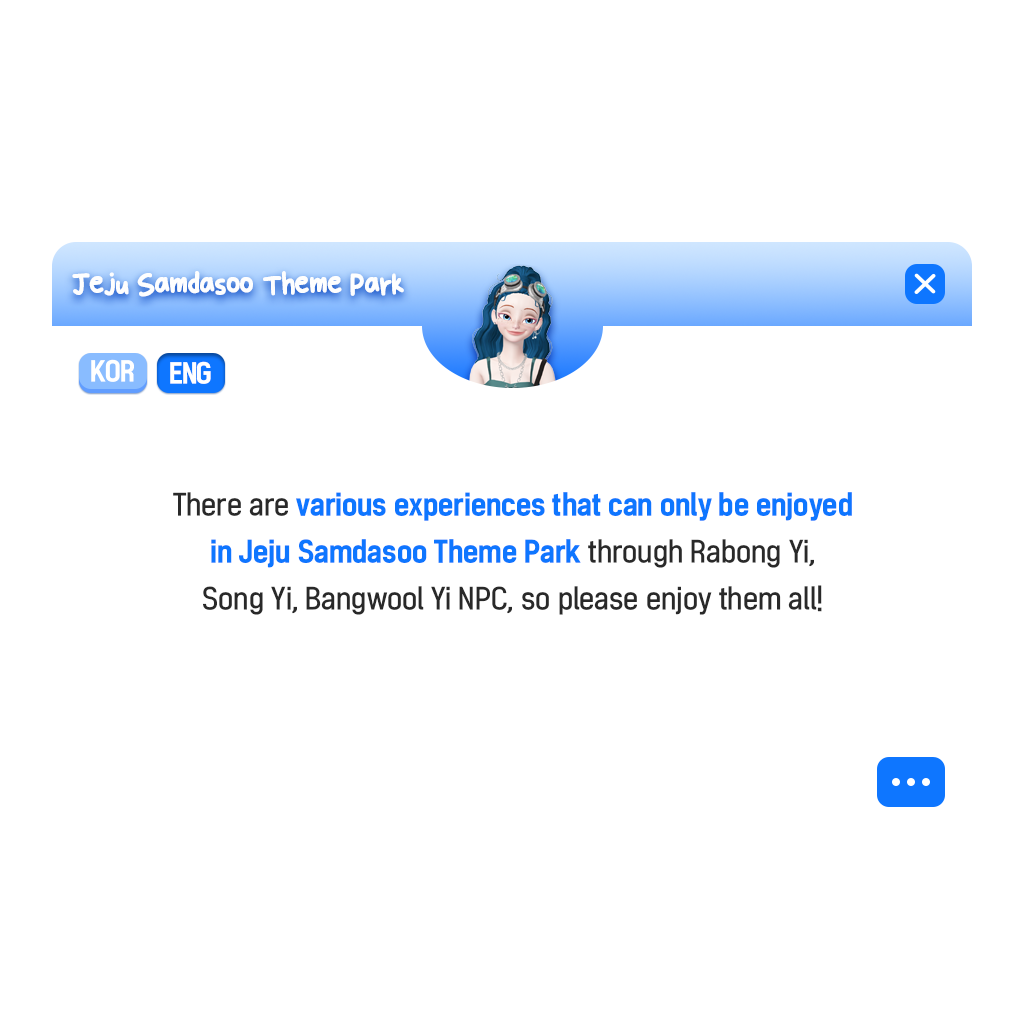 Jeju Samdasoo Theme Park
KOR ENG
There are various experiences that can only be enjoyed
in Jeju Samdasoo Theme Park through Rabong Yi,
Song Yi, Bangwool Yi NPC, so please enjoy them all!